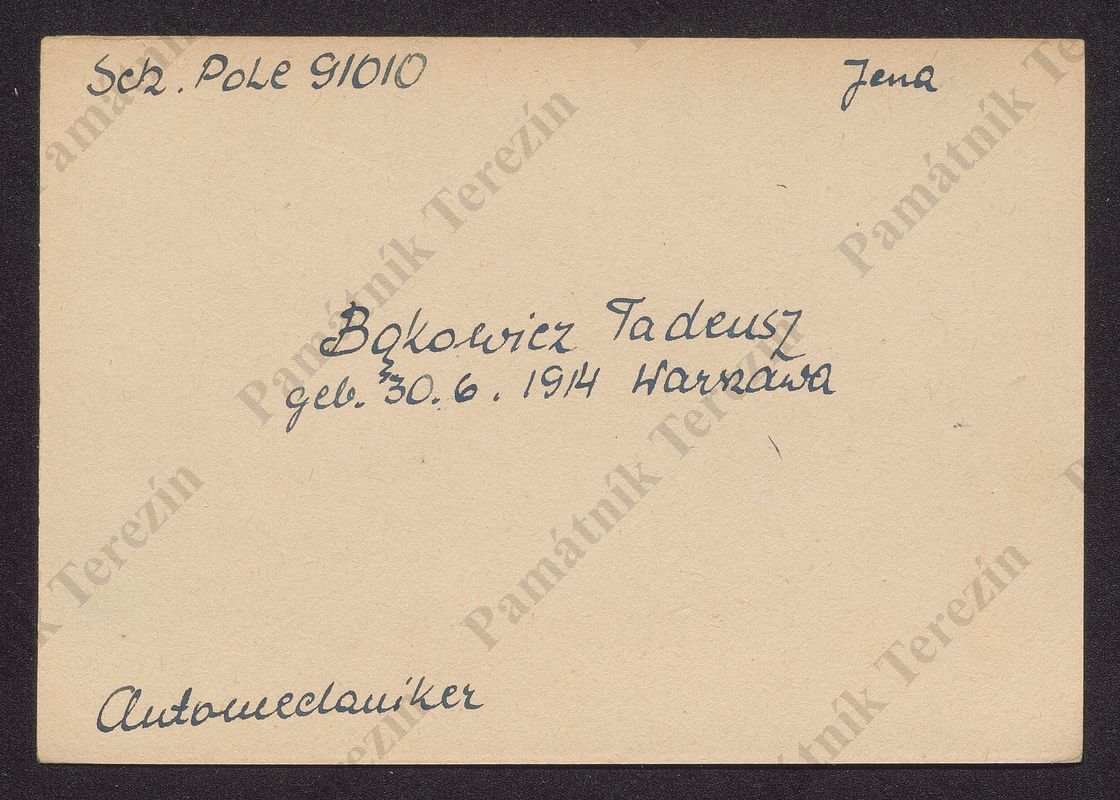 Sch. Pole 91010
Jena
Bąkowicz Tadeusz
geb. 30. 6. 1914 Warszawa
Automechaniker
Památník Terezín